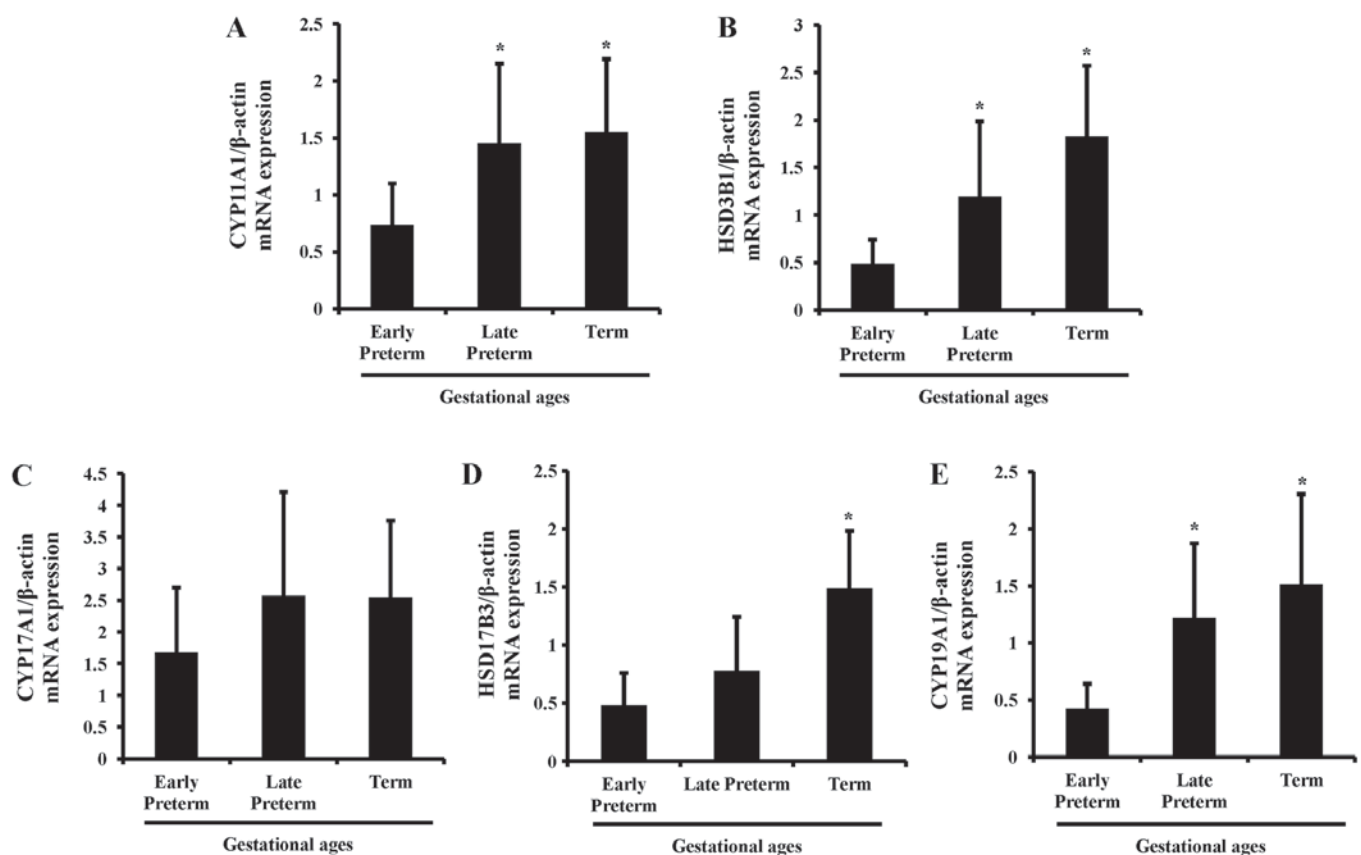 A
CYP11A1/β-actin
mRNA expression
2.5
2
1.5
1
0.5
0
*
*
Early
Preterm
Late
Preterm
Term
Gestational ages
B
HSD3B1/β-actin
mRNA expression
3
2.5
2
1.5
1
0.5
0
*
*
Ealry
Preterm
Late
Preterm
Term
Gestational ages
C
CYP17A1/β-actin
mRNA expression
4.5
4
3.5
3
2.5
2
1.5
1
0.5
0
Early
Preterm
Late
Preterm
Term
Gestational ages
D
HSD17B3/β-actin
mRNA expression
2.5
2
1.5
1
0.5
0
*
Early
Preterm
Late Preterm
Term
Gestational ages
E
CYP19A1/β-actin
mRNA expression
2.5
2
1.5
1
0.5
0
*
*
Early
Preterm
Late
Preterm
Term
Gestational ages